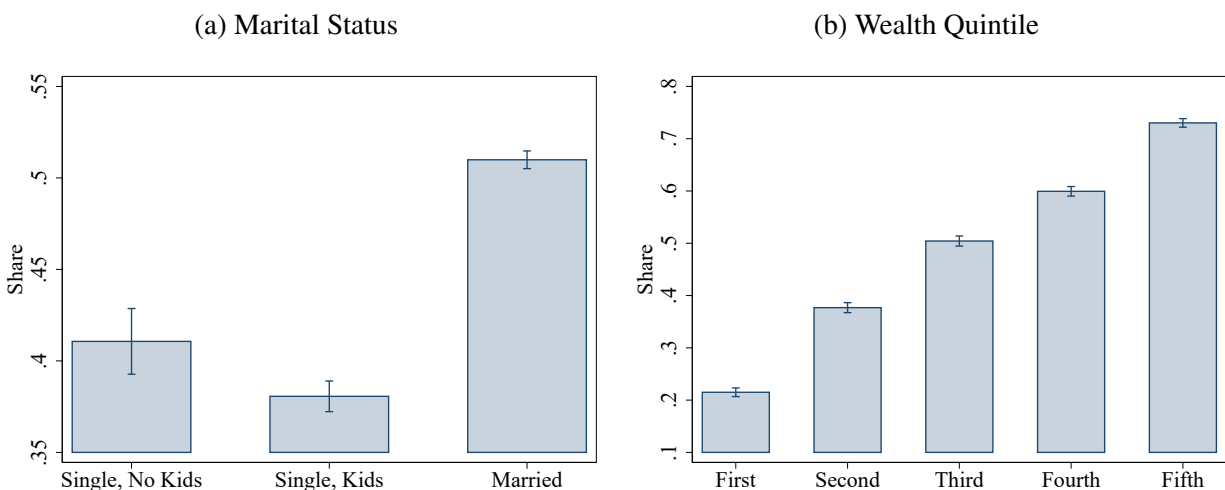 (a) Marital Status
Share
.55
.5
.45
.4
.35
Single, No Kids
Single, Kids
Married
(b) Wealth Quintile
Share
.8
.7
.6
.5
.4
.3
.2
.1
First
Second
Third
Fourth
Fifth